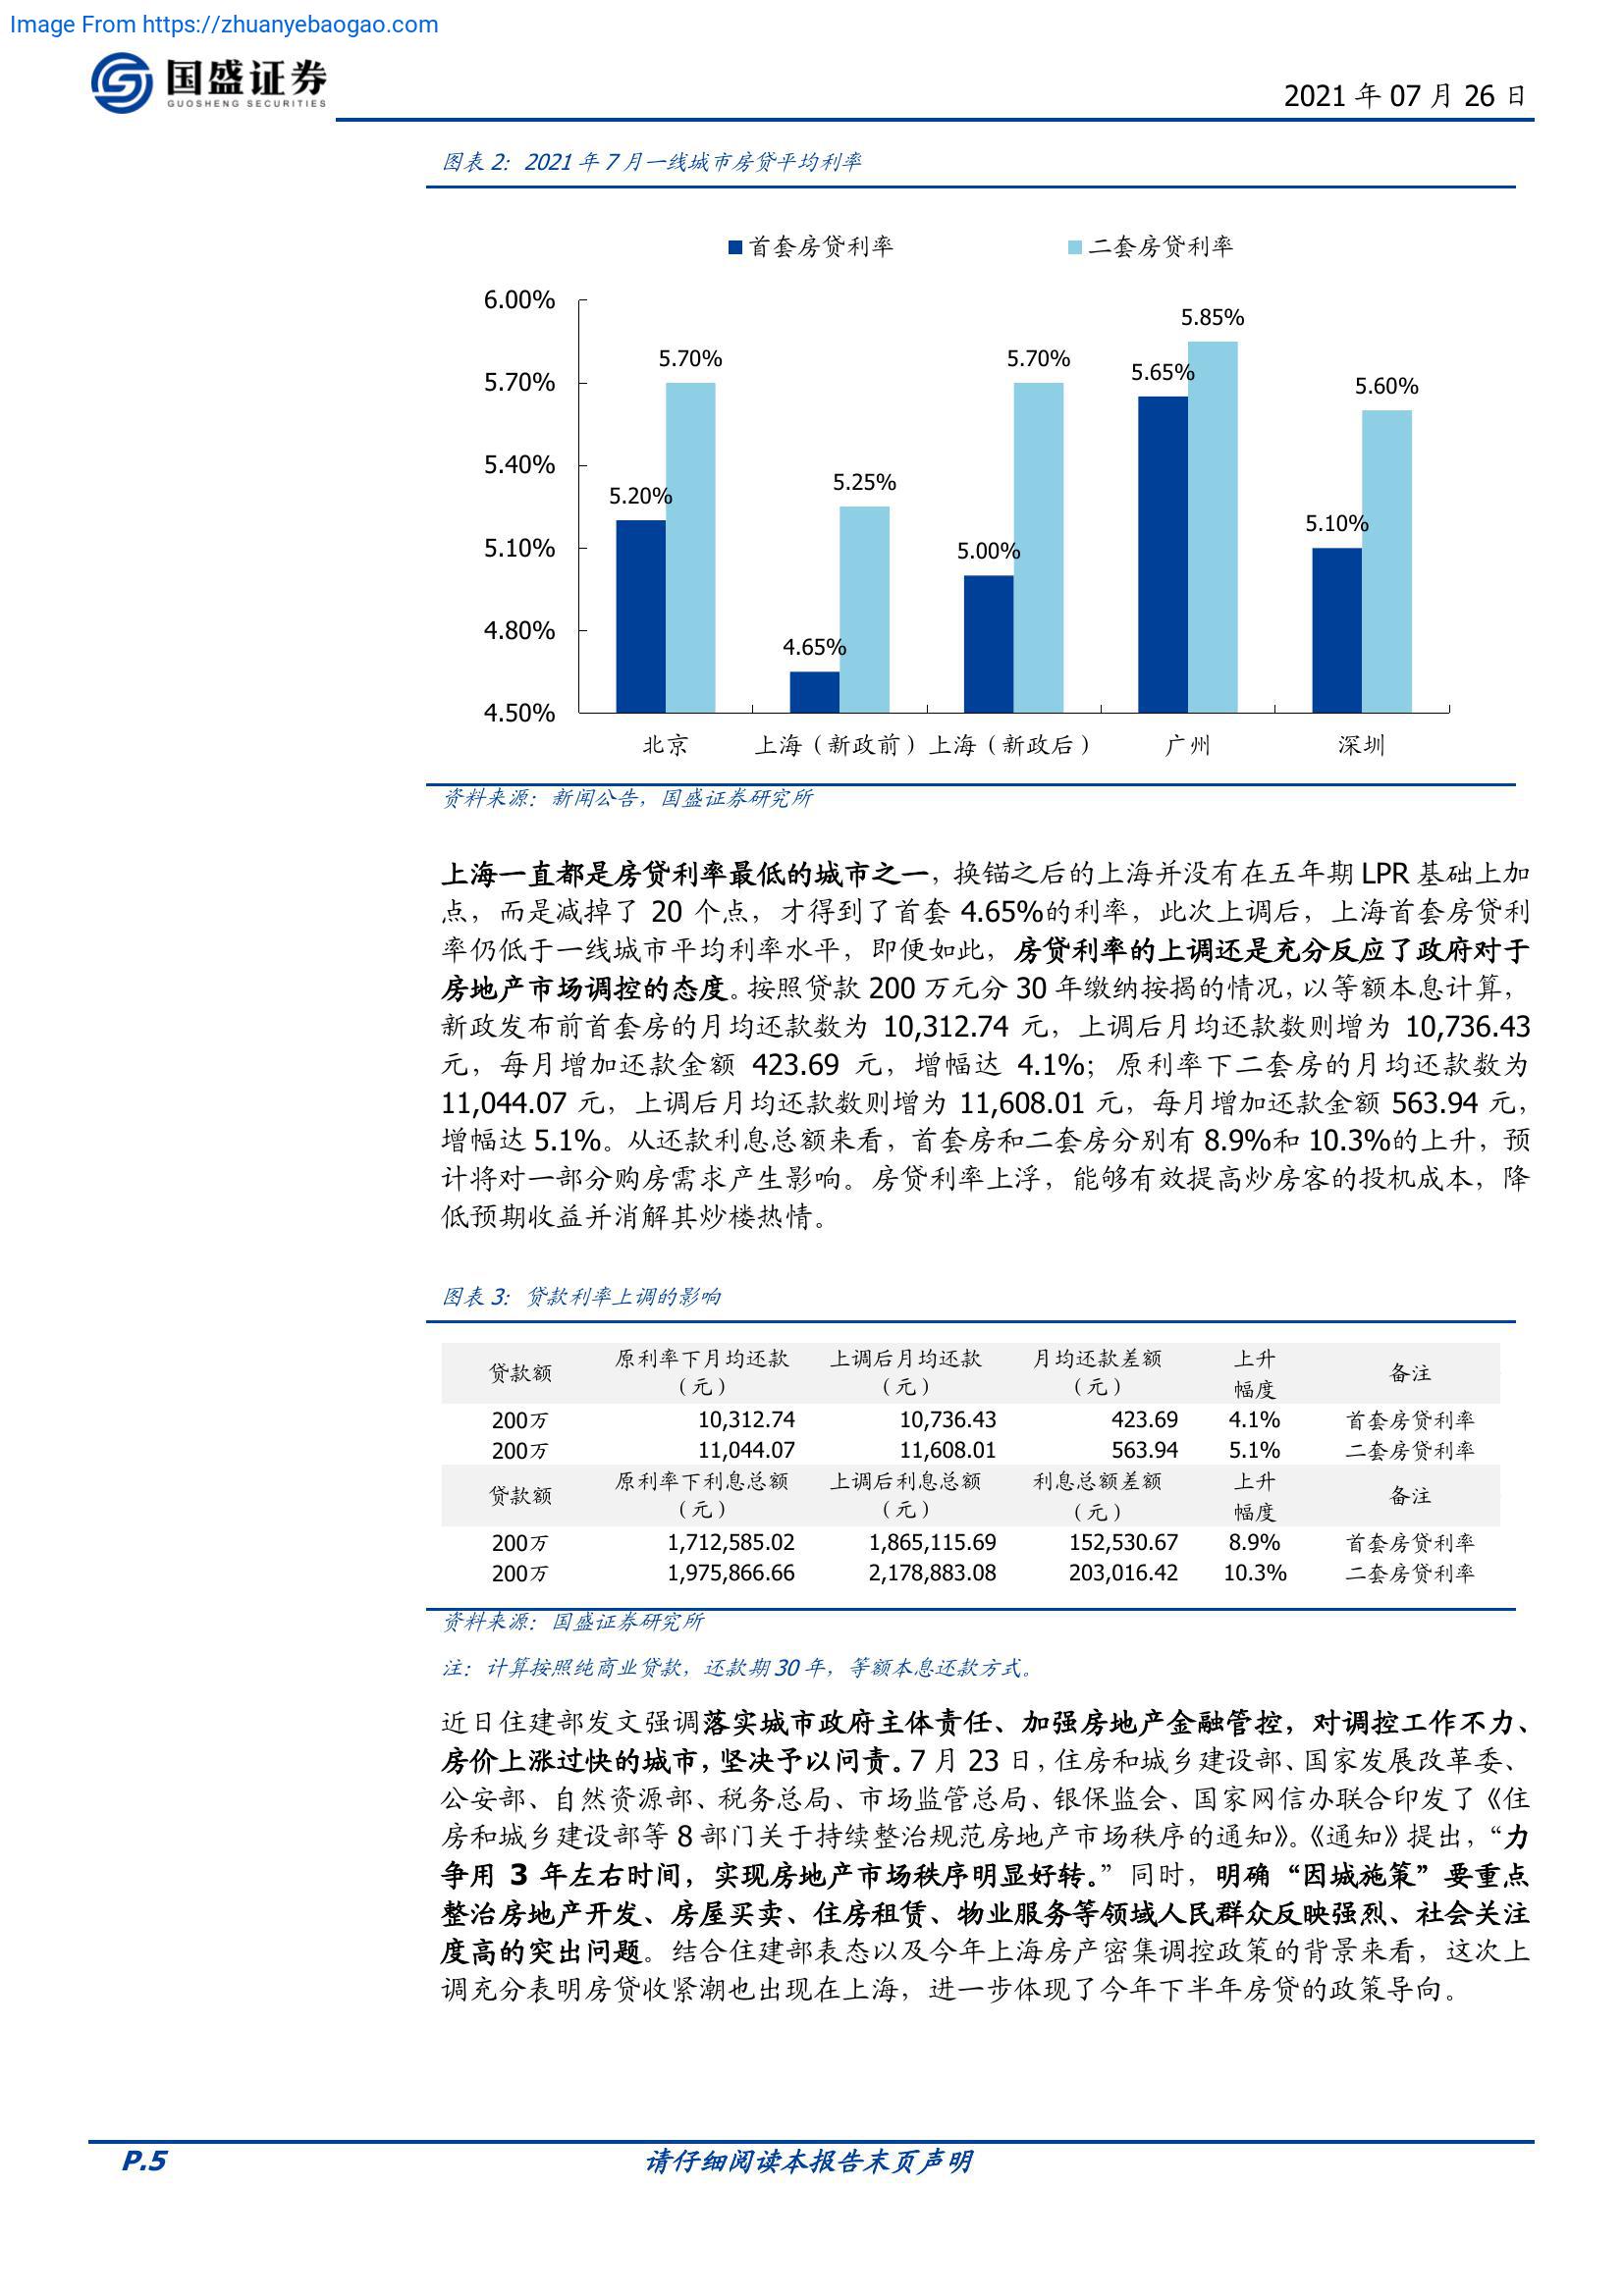 Image From https://zhuanyebaogao.com
国盛证券
GUOSHENG SECURITIES
2021 年 07 月 26 日
图表 2：2021 年 7 月一线城市房贷平均利率
首套房贷利率 二套房贷利率
6.00%
5.70%
5.40%
5.10%
4.80%
4.50%
5.20% 5.70%
4.65% 5.25%
5.00% 5.70%
5.65% 5.85%
5.10% 5.60%
北京 上海（新政前） 上海（新政后） 广州 深圳
资料来源：新闻公告，国盛证券研究所
上海一直都是房贷利率最低的城市之一，换锚之后的上海并没有在五年期 LPR 基础上加
点，而是减掉了 20 个点，才得到了首套 4.65%的利率，此次上调后，上海首套房贷利
率仍低于一线城市平均利率水平，即便如此，房贷利率的上调还是充分反应了政府对于
房地产市场调控的态度。按照贷款 200 万元分 30 年缴纳按揭的情况，以等额本息计算，
新政发布前首套房的月均还款数为 10,312.74 元，上调后月均还款数则增为 10,736.43
元，每月增加还款金额 423.69 元，增幅达 4.1%；原利率下二套房的月均还款数为
11,044.07 元，上调后月均还款数则增为 11,608.01 元，每月增加还款金额 563.94 元，
增幅达 5.1%。从还款利息总额来看，首套房和二套房分别有 8.9%和 10.3%的上升，预
计将对一部分购房需求产生影响。房贷利率上浮，能够有效提高炒房客的投机成本，降
低预期收益并消解其炒楼热情。
图表 3：贷款利率上调的影响
贷款额 原利率下月均还款（元） 上调后月均还款（元） 月均还款差额（元） 上升幅度 备注
200万 10,312.74 10,736.43 423.69 4.1% 首套房贷利率
200万 11,044.07 11,608.01 563.94 5.1% 二套房贷利率
贷款额 原利率下利息总额（元） 上调后利息总额（元） 利息总额差额（元） 上升幅度 备注
200万 1,712,585.02 1,865,115.69 152,530.67 8.9% 首套房贷利率
200万 1,975,866.66 2,178,883.08 203,016.42 10.3% 二套房贷利率
资料来源：国盛证券研究所
注：计算按照纯商业贷款，还款期 30 年，等额本息还款方式。
近日住建部发文强调落实城市政府主体责任、加强房地产金融管控，对调控工作不力、
房价上涨过快的城市，坚决予以问责。7 月 23 日，住房和城乡建设部、国家发展改革委、
公安部、自然资源部、税务总局、市场监管总局、银保监会、国家网信办联合印发了《住
房和城乡建设部等 8 部门关于持续整治规范房地产市场秩序的通知》。《通知》提出，“力
争用 3 年左右时间，实现房地产市场秩序明显好转。” 同时，明确“因城施策”要重点
整治房地产开发、房屋买卖、住房租赁、物业服务等领域人民群众反映强烈、社会关注
度高的突出问题。结合住建部表态以及今年上海房产密集调控政策的背景来看，这次上
调充分表明房贷收紧潮也出现在上海，进一步体现了今年下半年房贷的政策导向。
P.5 请仔细阅读本报告末页声明